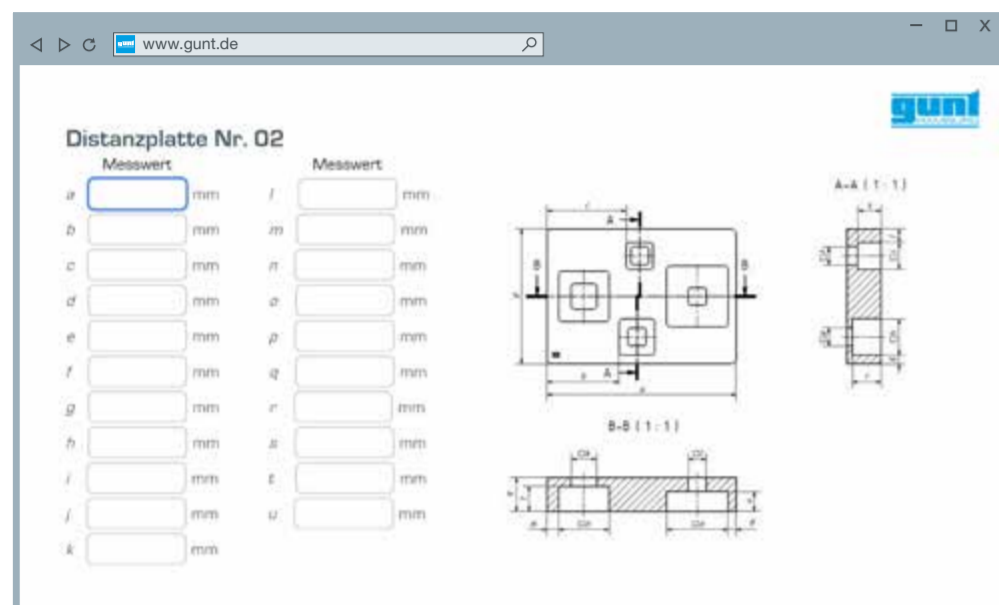 www.gunt.de
gunt
HAMBURG
Distanzplatte Nr. 02
Messwert
Messwert
a mm
l mm
b mm
m mm
c mm
n mm
d mm
o mm
e mm
p mm
f mm
q mm
g mm
r mm
h mm
s mm
i mm
t mm
j mm
u mm
k mm
A-A ( 1 : 1 )
A
B
B
A
B-B ( 1 : 1 )